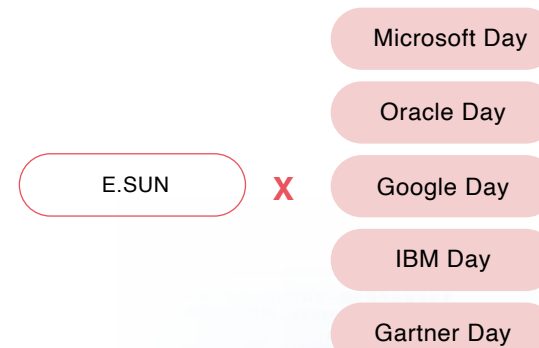 Microsoft Day
Oracle Day
E.SUN
X
Google Day
IBM Day
Gartner Day